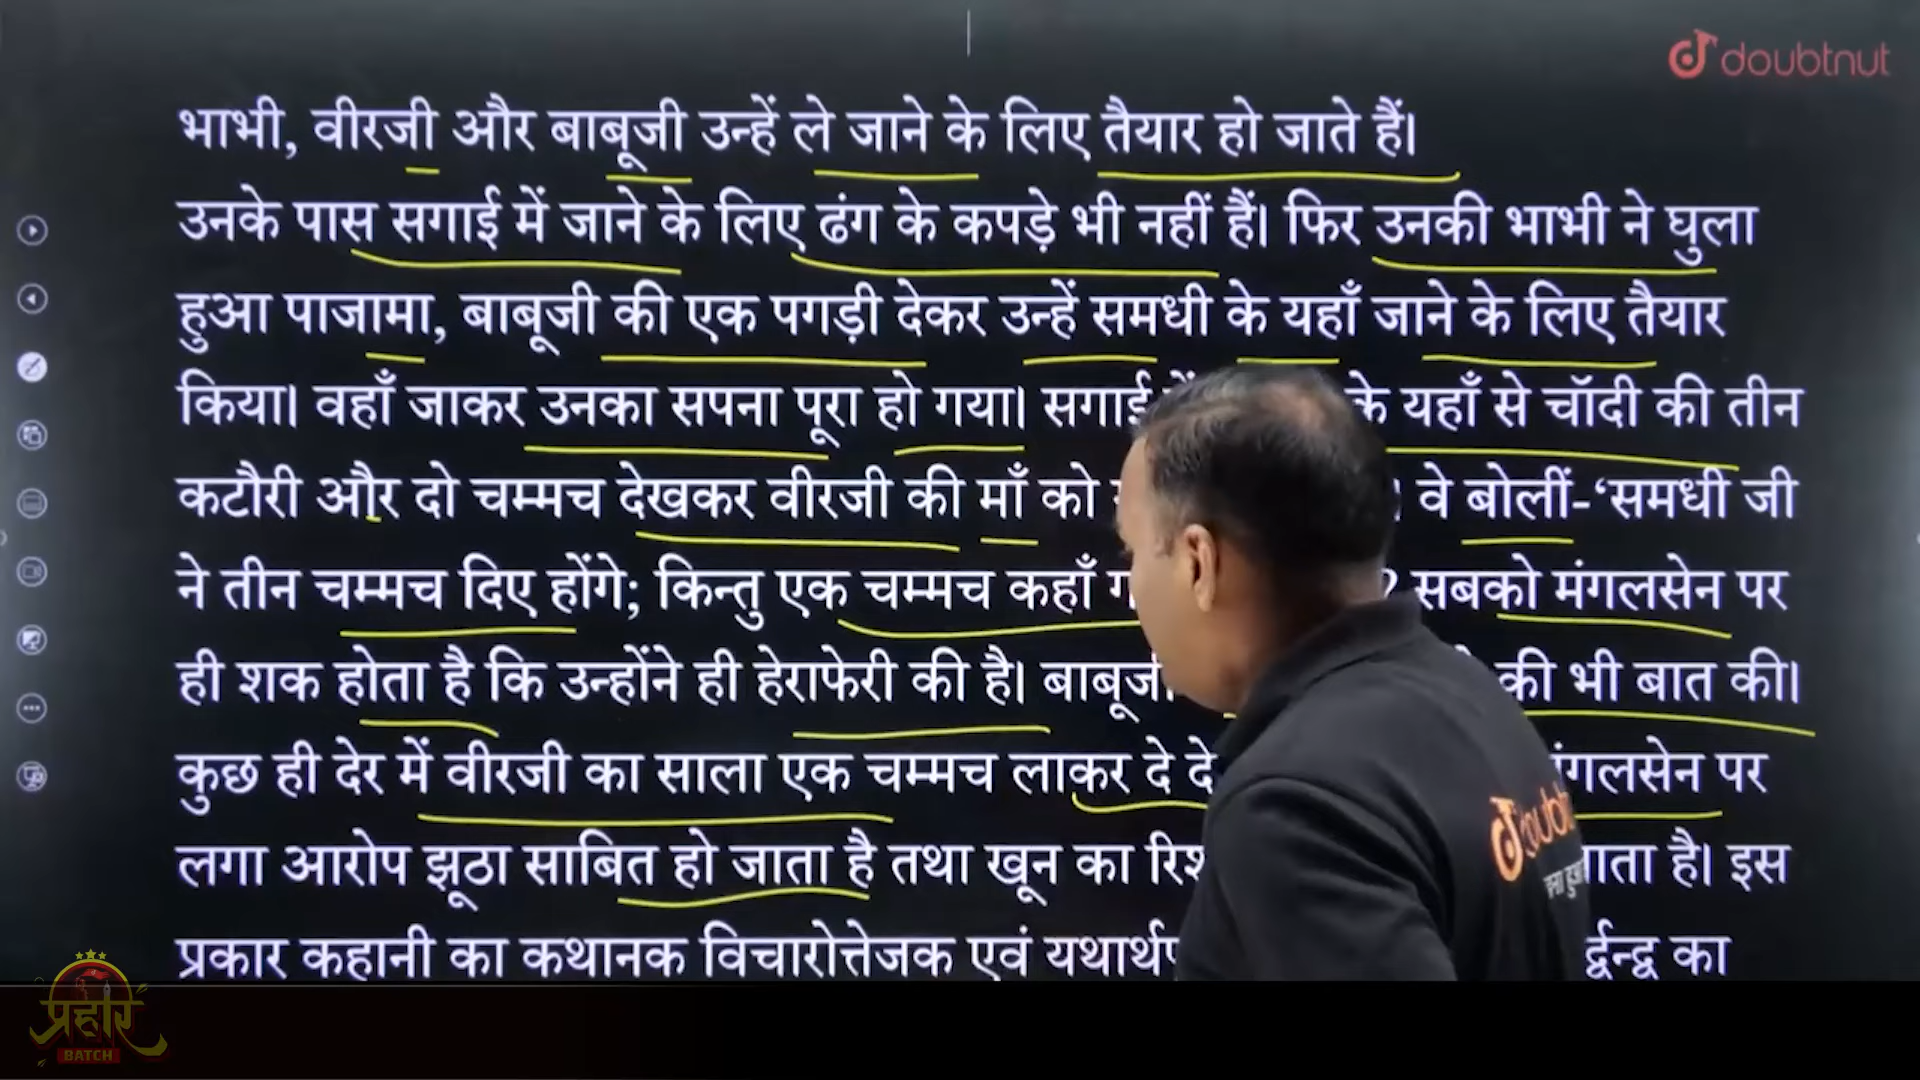 doubtnut
भाभी, वीरजी और बाबूजी उन्हें ले जाने के लिए तैयार हो जाते हैं।
उनके पास सगाई में जाने के लिए ढंग के कपड़े भी नहीं हैं। फिर उनकी भाभी ने घुला
हुआ पाजामा, बाबूजी की एक पगड़ी देकर उन्हें समधी के यहाँ जाने के लिए तैयार
किया। वहाँ जाकर उनका सपना पूरा हो गया। सगाई के यहाँ से चॉदी की तीन
कटौरी और दो चम्मच देखकर वीरजी की माँ को वे बोलीं-‘समधी जी
ने तीन चम्मच दिए होंगे; किन्तु एक चम्मच कहाँ ? सबको मंगलसेन पर
ही शक होता है कि उन्होंने ही हेराफेरी की है। बाबूजी की भी बात की।
कुछ ही देर में वीरजी का साला एक चम्मच लाकर दे पर
लगा आरोप झूठा साबित हो जाता है तथा खून का है। इस
प्रकार कहानी का कथानक विचारोत्तेजक एवं का
प्रहार
BATCH